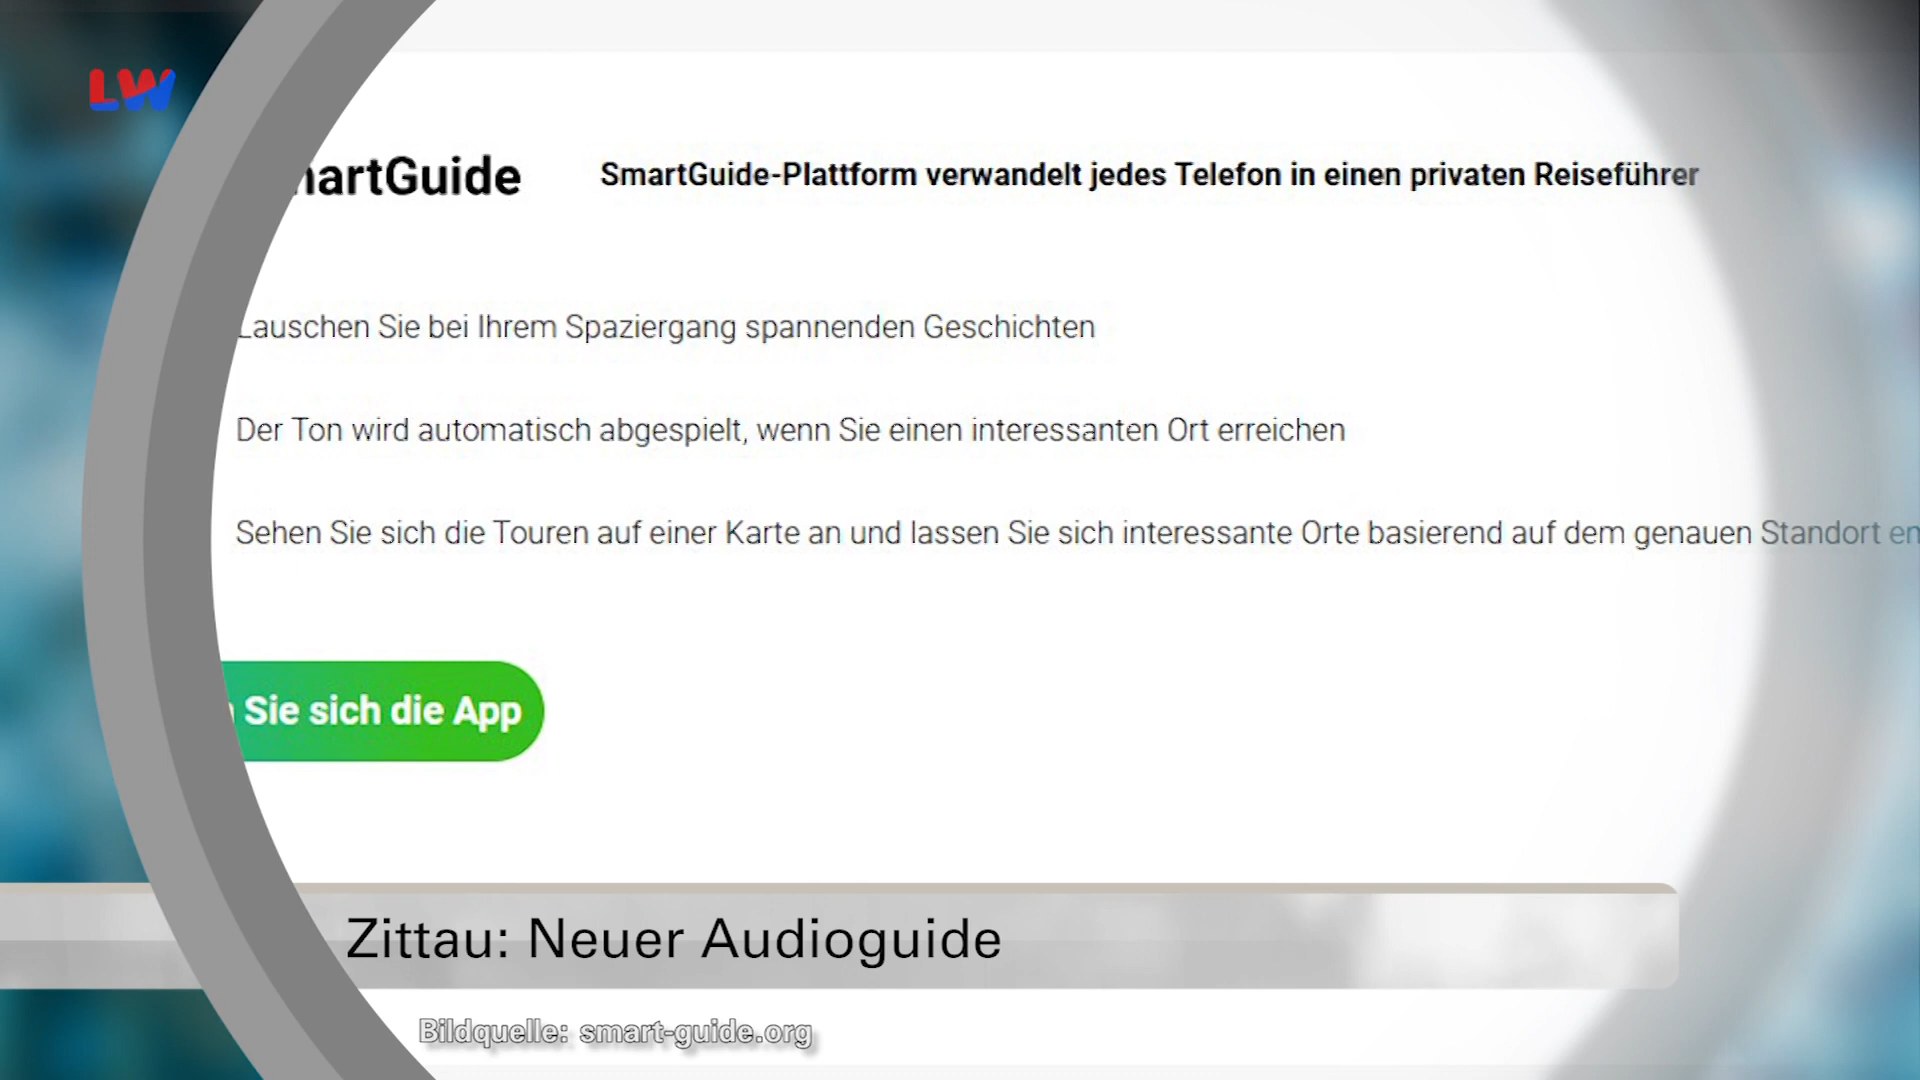 LW
martGuide
SmartGuide-Plattform verwandelt jedes Telefon in einen privaten Reiseführer
Lauschen Sie bei Ihrem Spaziergang spannenden Geschichten
Der Ton wird automatisch abgespielt, wenn Sie einen interessanten Ort erreichen
Sehen Sie sich die Touren auf einer Karte an und lassen Sie sich interessante Orte basierend auf dem genauen Standort
Sie sich die App
Zittau: Neuer Audioguide
Bildquelle: smart-guide.org